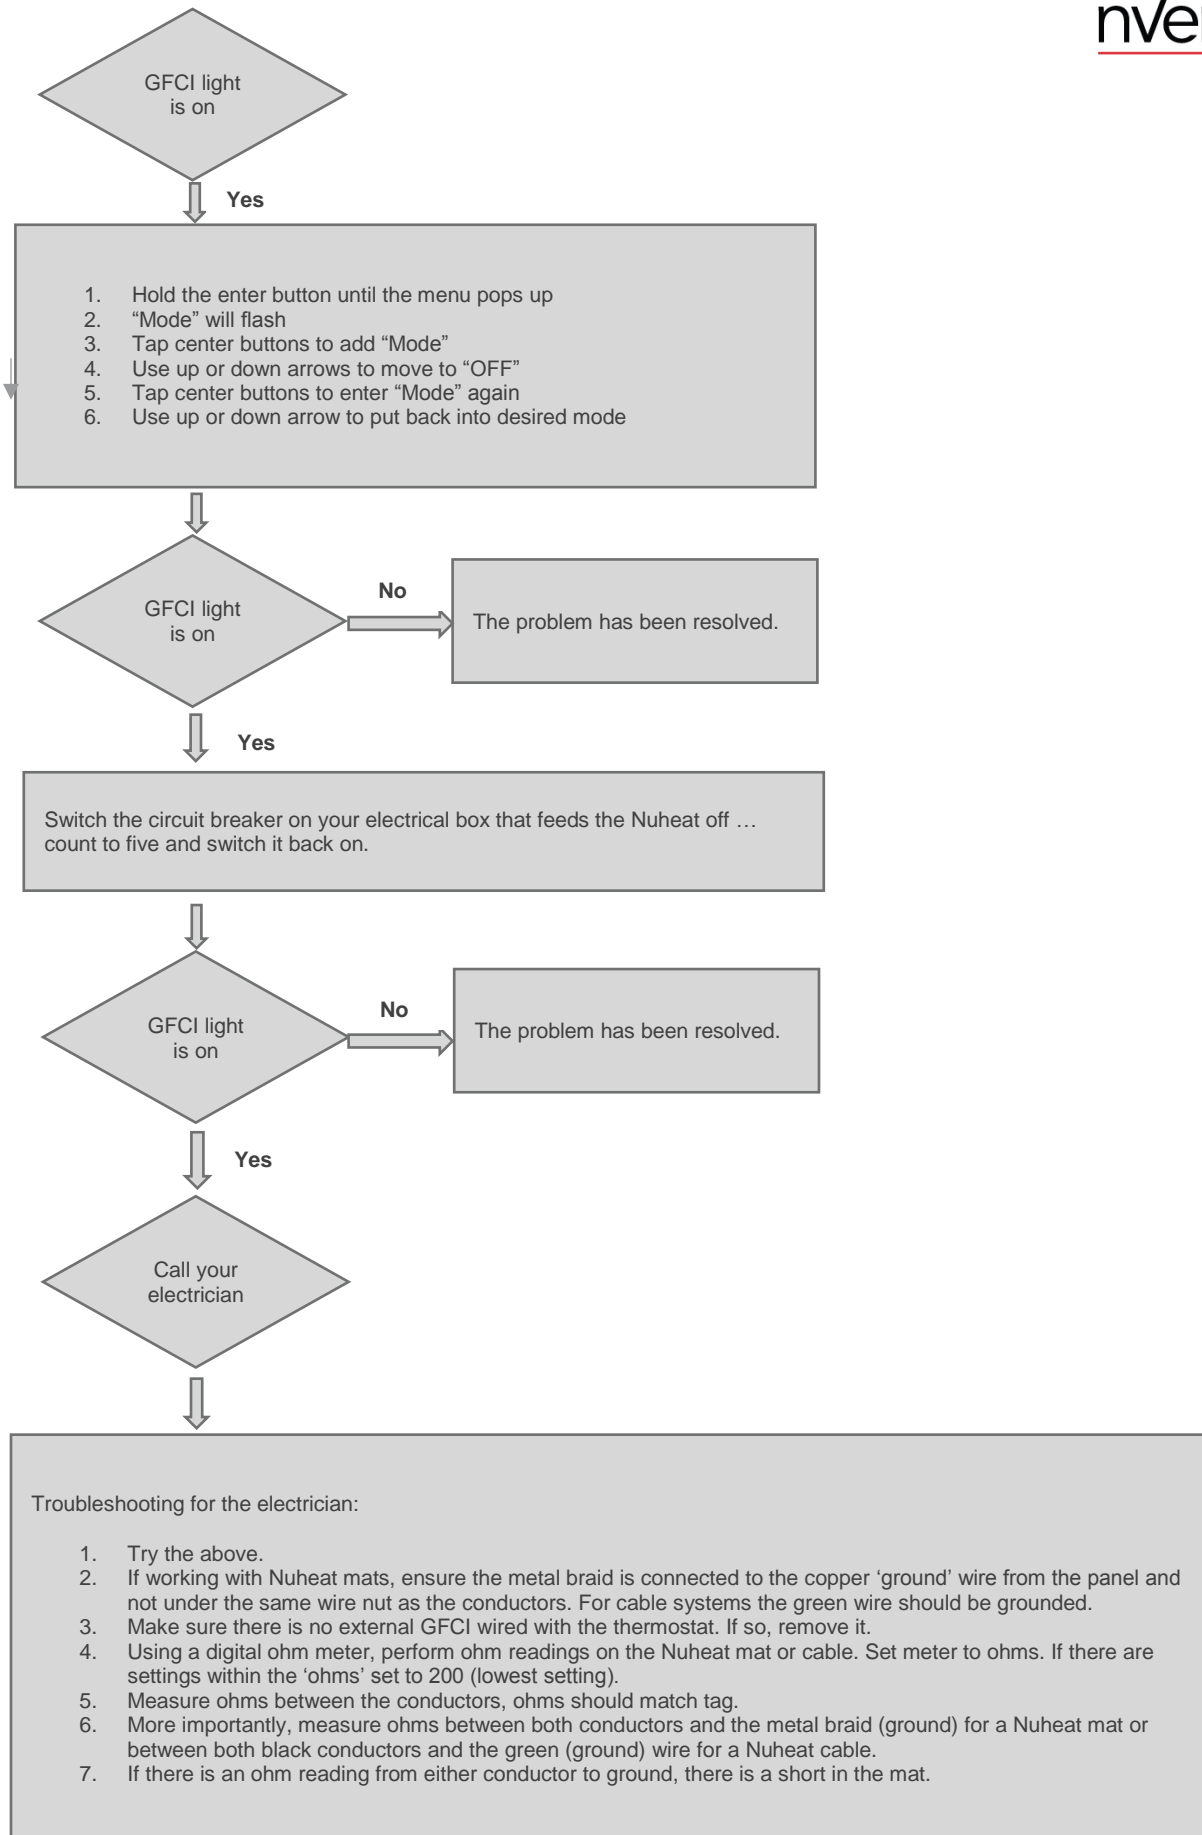 nVe
GFCI light
is on
Yes
1. Hold the enter button until the menu pops up
2. “Mode” will flash
3. Tap center buttons to add “Mode”
4. Use up or down arrows to move to “OFF”
5. Tap center buttons to enter “Mode” again
6. Use up or down arrow to put back into desired mode
GFCI light
is on
No
The problem has been resolved.
Yes
Switch the circuit breaker on your electrical box that feeds the Nuheat off …
count to five and switch it back on.
GFCI light
is on
No
The problem has been resolved.
Yes
Call your
electrician
Troubleshooting for the electrician:
1. Try the above.
2. If working with Nuheat mats, ensure the metal braid is connected to the copper ‘ground’ wire from the panel and
not under the same wire nut as the conductors. For cable systems the green wire should be grounded.
3. Make sure there is no external GFCI wired with the thermostat. If so, remove it.
4. Using a digital ohm meter, perform ohm readings on the Nuheat mat or cable. Set meter to ohms. If there are
settings within the ‘ohms’ set to 200 (lowest setting).
5. Measure ohms between the conductors, ohms should match tag.
6. More importantly, measure ohms between both conductors and the metal braid (ground) for a Nuheat mat or
between both black conductors and the green (ground) wire for a Nuheat cable.
7. If there is an ohm reading from either conductor to ground, there is a short in the mat.